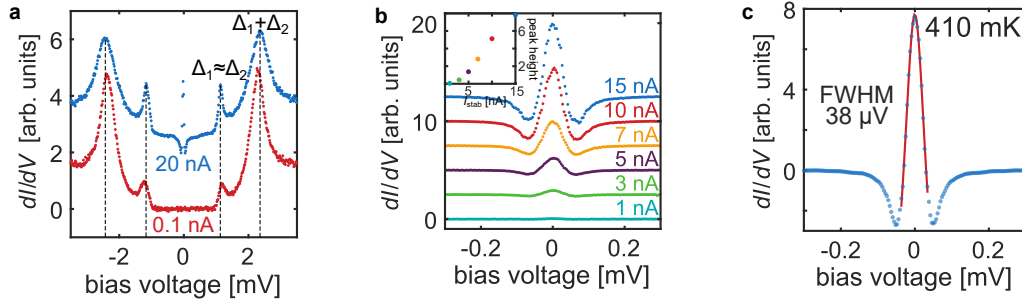 a
dI/dV [arb. units]
6
4
2
0
-2
0
2
bias voltage [mV]
Δ₁+Δ₂
Δ₁≈Δ₂
20 nA
0.1 nA
b
dI/dV [arb. units]
20
10
0
-0.2
0
0.2
bias voltage [mV]
peak height
6
2
5
15
I_stab [nA]
15 nA
10 nA
7 nA
5 nA
3 nA
1 nA
c
dI/dV [arb. units]
8
4
0
-0.2
0
0.2
bias voltage [mV]
410 mK
FWHM
38 µV